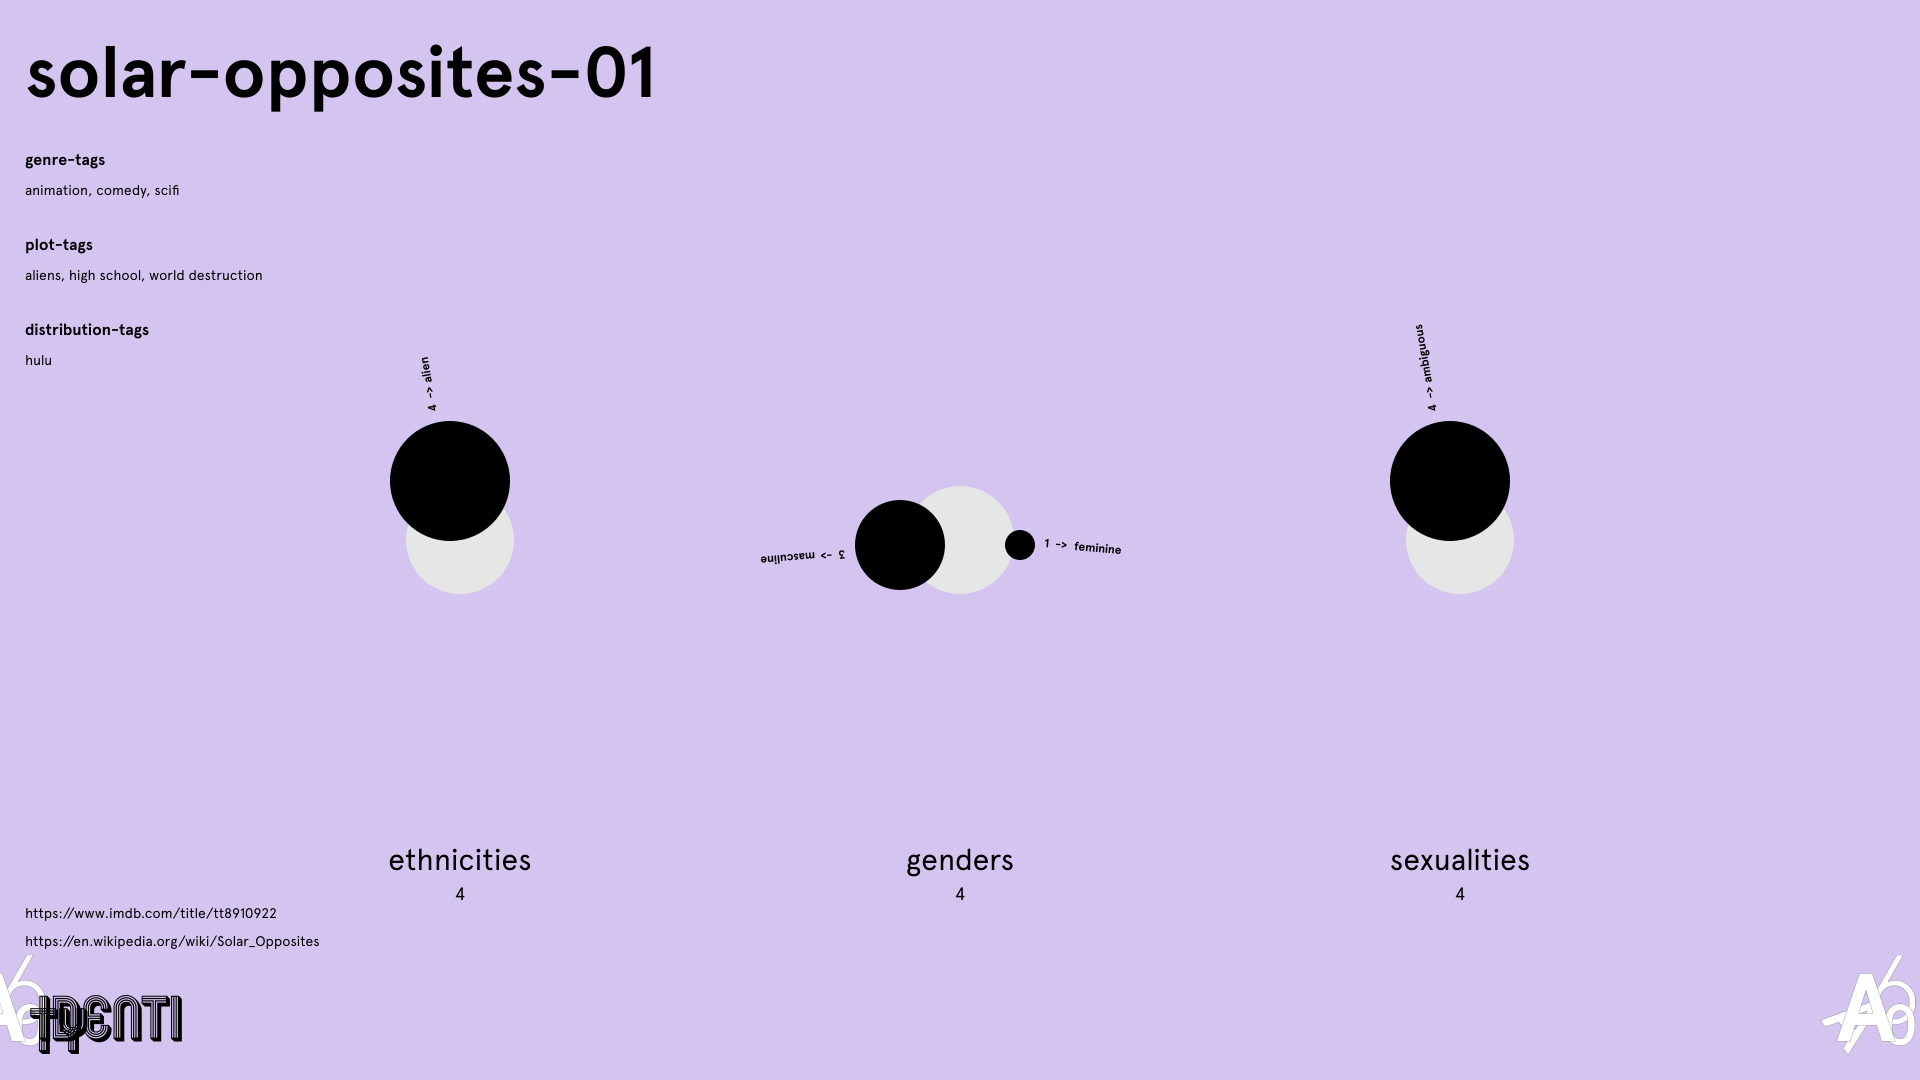 solar-opposites-01
genre-tags
animation, comedy, scifi
plot-tags
aliens, high school, world destruction
distribution-tags
hulu
4 -> alien
3 -> masculine
1 -> feminine
4 -> ambiguous
ethnicities
4
genders
4
sexualities
4
https://www.imdb.com/title/tt8910922
https://en.wikipedia.org/wiki/Solar_Opposites